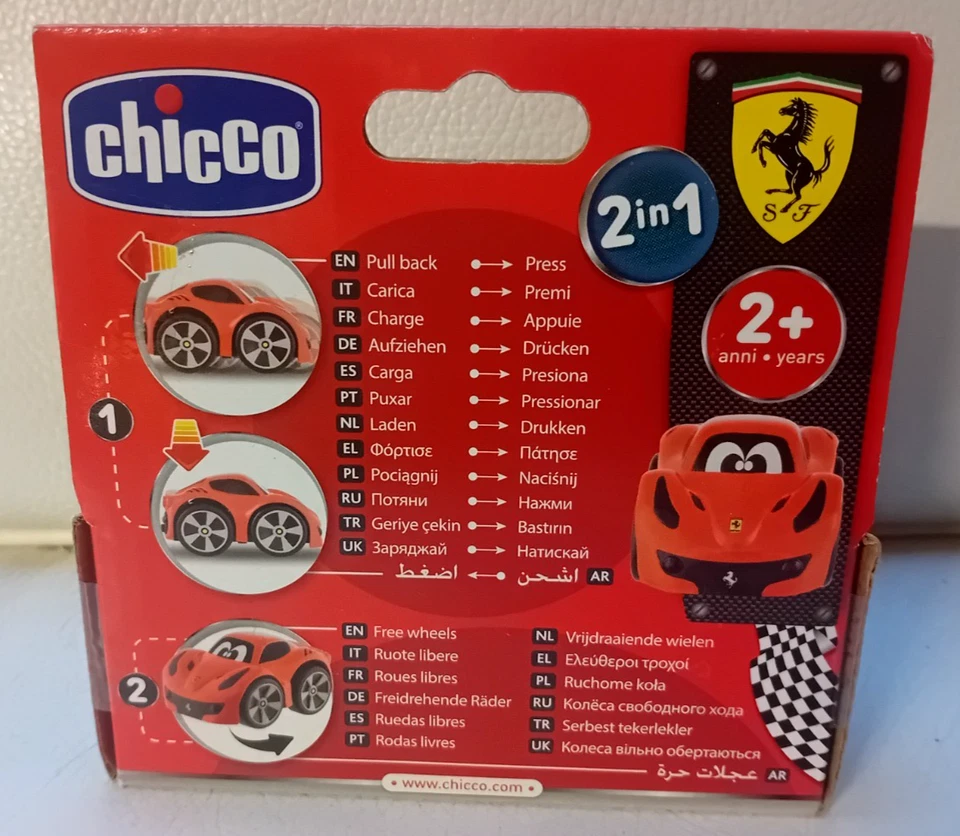 chicco®
S F
2in1
2+
anni • years
1
EN Pull back Press
IT Carica Premi
FR Charge Appuie
DE Aufziehen Drücken
ES Carga Presiona
PT Puxar Pressionar
NL Laden Drukken
EL Φόρτισε Πάτησε
PL Pociągnij Naciśnij
RU Потяни Нажми
TR Geriye çekin Bastırın
UK Заряджай Натискай
AR اشحن اضغط
2
EN Free wheels
IT Ruote libere
FR Roues libres
DE Freidrehende Räder
ES Ruedas libres
PT Rodas livres
NL Vrijdraaiende wielen
EL Ελεύθεροι τροχοί
PL Ruchome koła
RU Колёса свободного хода
TR Serbest tekerlekler
UK Колеса вільно обертаються
AR عجلات حرة
• www.chicco.com •